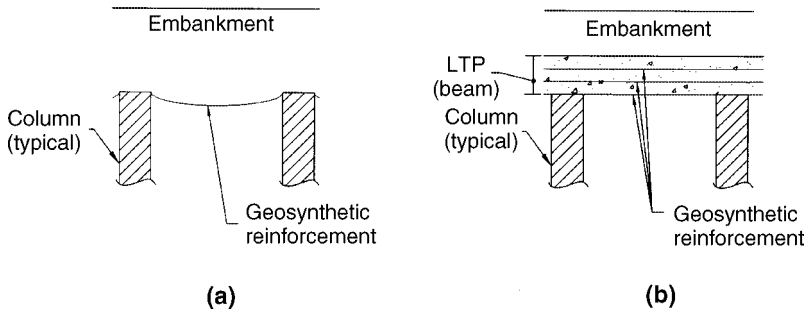 Embankment
Column
(typical)
Geosynthetic
reinforcement
(a)
Embankment
LTP
(beam)
Column
(typical)
Geosynthetic
reinforcement
(b)